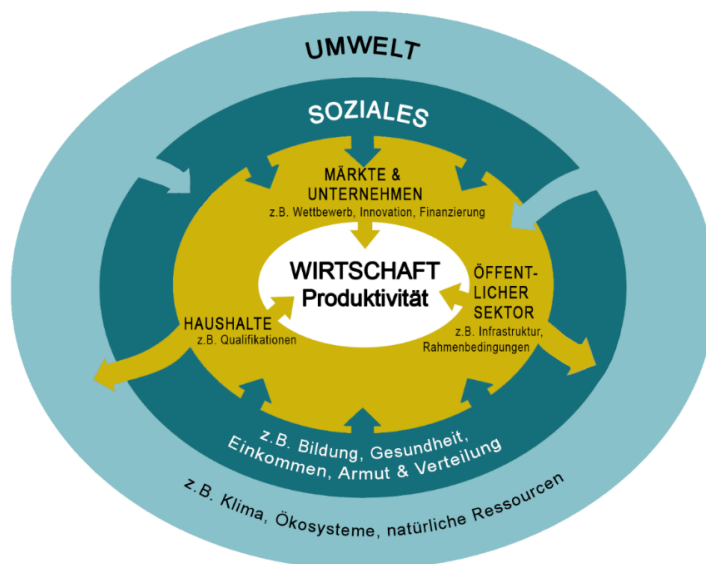 UMWELT
SOZIALES
MÄRKTE &
UNTERNEHMEN
z.B. Wettbewerb, Innovation, Finanzierung
WIRTSCHAFT
Produktivität
ÖFFENT-
LICHER
SEKTOR
z.B. Infrastruktur,
Rahmenbedingungen
HAUSHALTE
z.B. Qualifikationen
z.B. Bildung, Gesundheit,
Einkommen, Armut & Verteilung
z.B. Klima, Ökosysteme, natürliche Ressourcen